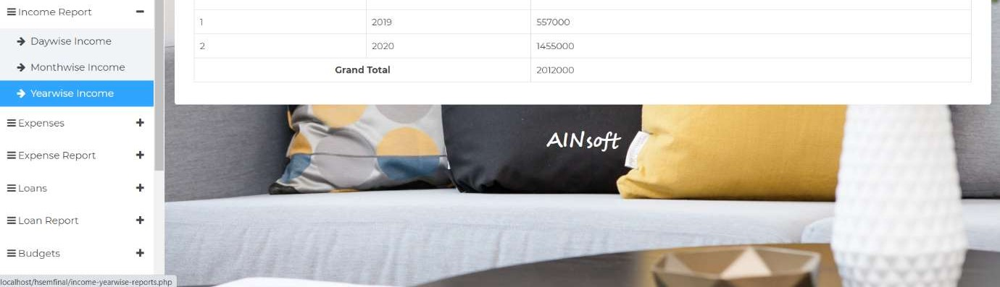 Income Report
Daywise Income
Monthwise Income
Yearwise Income
Expenses
Expense Report
Loans
Loan Report
Budgets
localhost/hsemfinal/income-yearwise-reports.php
1 2019 557000
2 2020 1455000
Grand Total 2012000
AINsoft